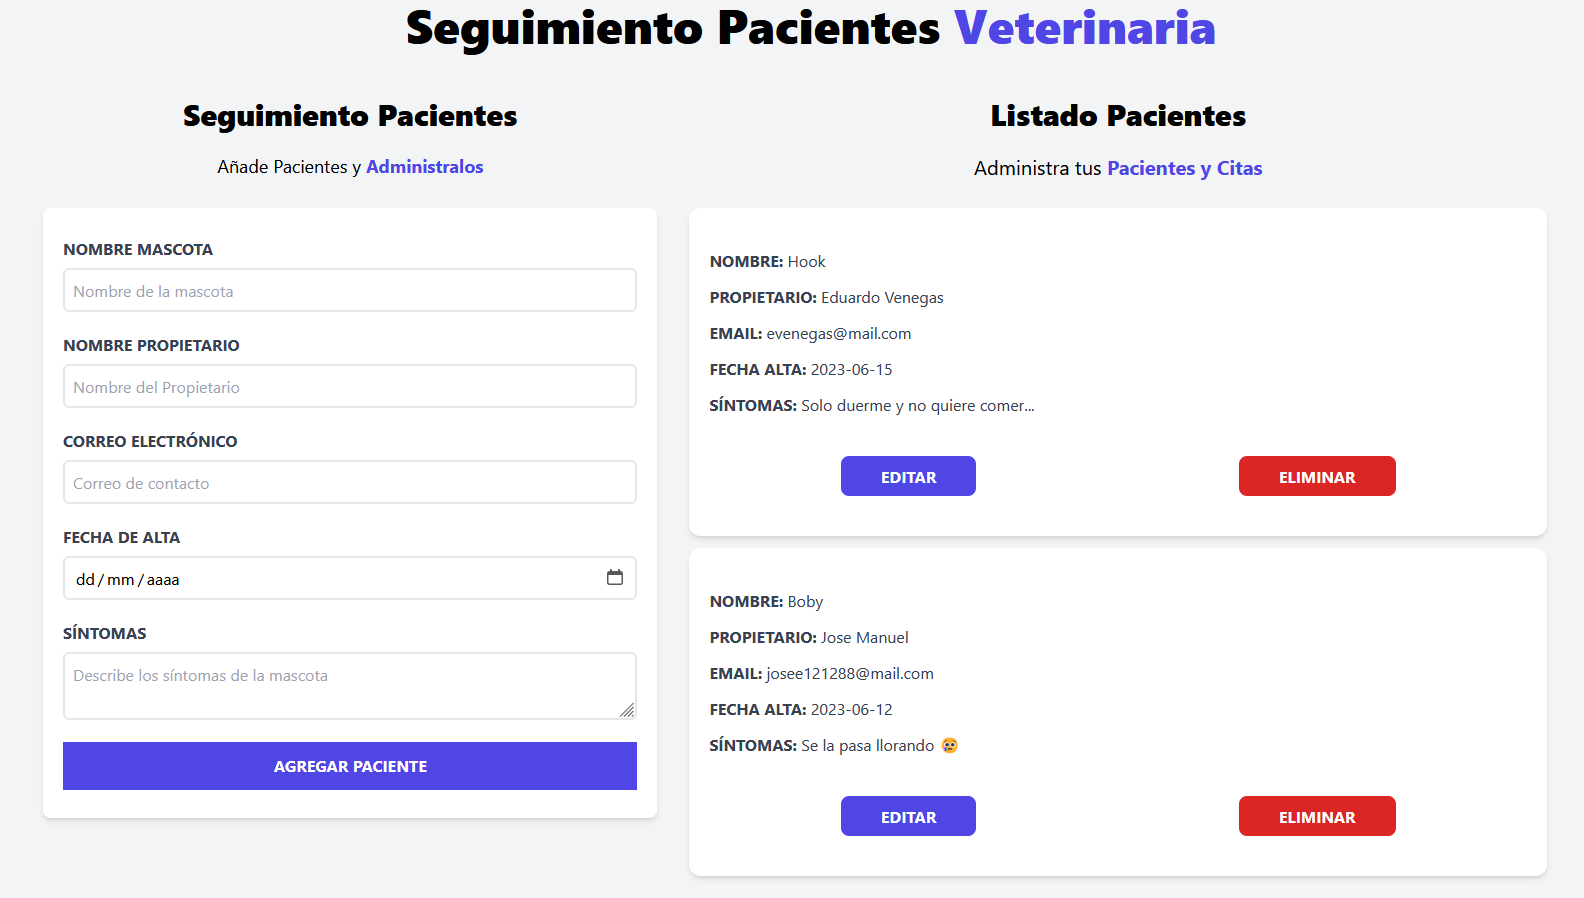 Seguimiento Pacientes Veterinaria
Seguimiento Pacientes
Añade Pacientes y Administralos
NOMBRE MASCOTA
Nombre de la mascota
NOMBRE PROPIETARIO
Nombre del Propietario
CORREO ELECTRÓNICO
Correo de contacto
FECHA DE ALTA
dd/mm/aaaa
SÍNTOMAS
Describe los síntomas de la mascota
AGREGAR PACIENTE
Listado Pacientes
Administra tus Pacientes y Citas
NOMBRE: Hook
PROPIETARIO: Eduardo Venegas
EMAIL: evenegas@mail.com
FECHA ALTA: 2023-06-15
SÍNTOMAS: Solo duerme y no quiere comer...
EDITAR
ELIMINAR
NOMBRE: Boby
PROPIETARIO: Jose Manuel
EMAIL: josee121288@mail.com
FECHA ALTA: 2023-06-12
SÍNTOMAS: Se la pasa llorando 😢
EDITAR
ELIMINAR